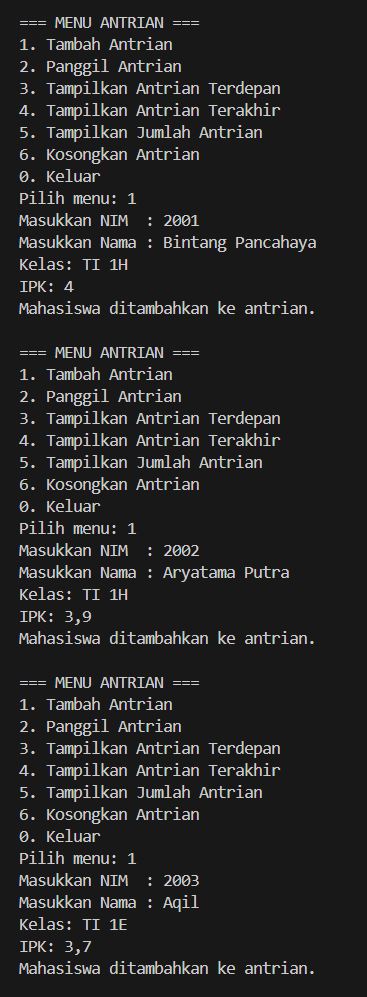 === MENU ANTRIAN ===
1. Tambah Antrian
2. Panggil Antrian
3. Tampilkan Antrian Terdepan
4. Tampilkan Antrian Terakhir
5. Tampilkan Jumlah Antrian
6. Kosongkan Antrian
0. Keluar
Pilih menu: 1
Masukkan NIM  : 2001
Masukkan Nama : Bintang Pancahaya
Kelas: TI 1H
IPK: 4
Mahasiswa ditambahkan ke antrian.

=== MENU ANTRIAN ===
1. Tambah Antrian
2. Panggil Antrian
3. Tampilkan Antrian Terdepan
4. Tampilkan Antrian Terakhir
5. Tampilkan Jumlah Antrian
6. Kosongkan Antrian
0. Keluar
Pilih menu: 1
Masukkan NIM  : 2002
Masukkan Nama : Aryatama Putra
Kelas: TI 1H
IPK: 3,9
Mahasiswa ditambahkan ke antrian.

=== MENU ANTRIAN ===
1. Tambah Antrian
2. Panggil Antrian
3. Tampilkan Antrian Terdepan
4. Tampilkan Antrian Terakhir
5. Tampilkan Jumlah Antrian
6. Kosongkan Antrian
0. Keluar
Pilih menu: 1
Masukkan NIM  : 2003
Masukkan Nama : Aqil
Kelas: TI 1E
IPK: 3,7
Mahasiswa ditambahkan ke antrian.